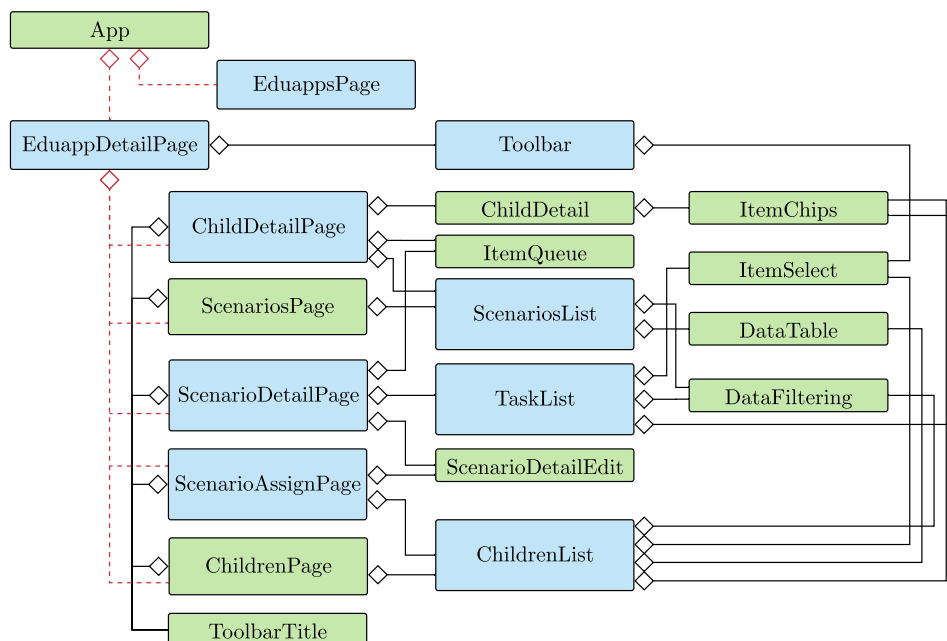 App
EduappsPage
EduappDetailPage
Toolbar
ChildDetailPage
ChildDetail
ItemChips
ItemQueue
ItemSelect
ScenariosPage
ScenariosList
DataTable
ScenarioDetailPage
TaskList
DataFiltering
ScenarioDetailEdit
ScenarioAssignPage
ChildrenList
ChildrenPage
ToolbarTitle